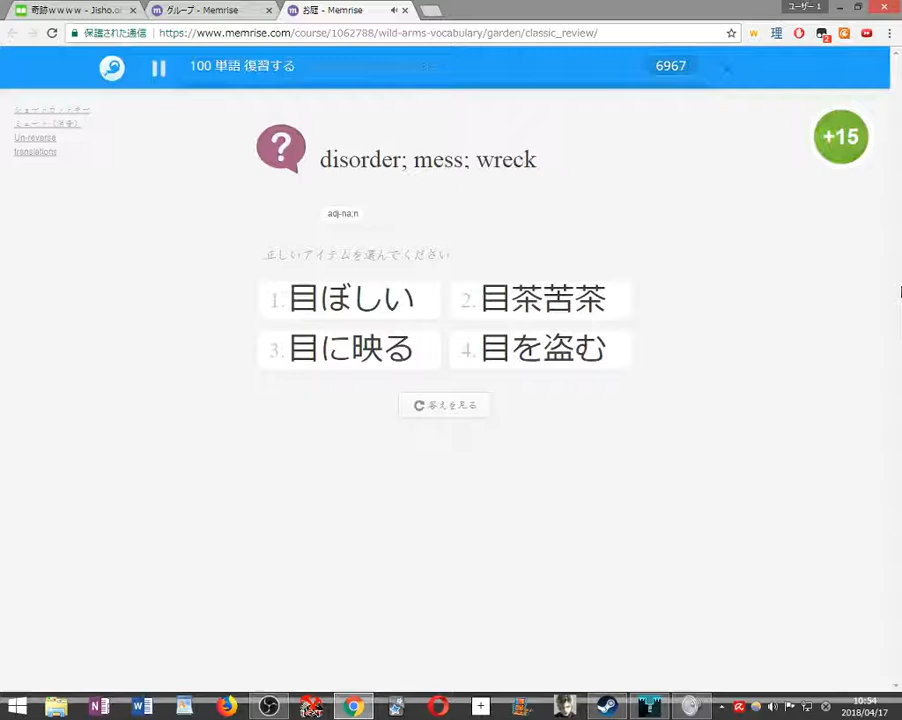 奇跡wwww - Jisho.or
グループ - Memrise
お庭 - Memrise
ユーザー 1
保護された通信
https://www.memrise.com/course/1062788/wild-arms-vocabulary/garden/classic_review/
100 単語 復習する
6967
Un-reverse
translations
+15
disorder; mess; wreck
adj-na;n
正しいアイテムを選んでください
1. 目ぼしい
2. 目茶苦茶
3. 目に映る
4. 目を盗む
答えを見る
10:54
2018/04/17